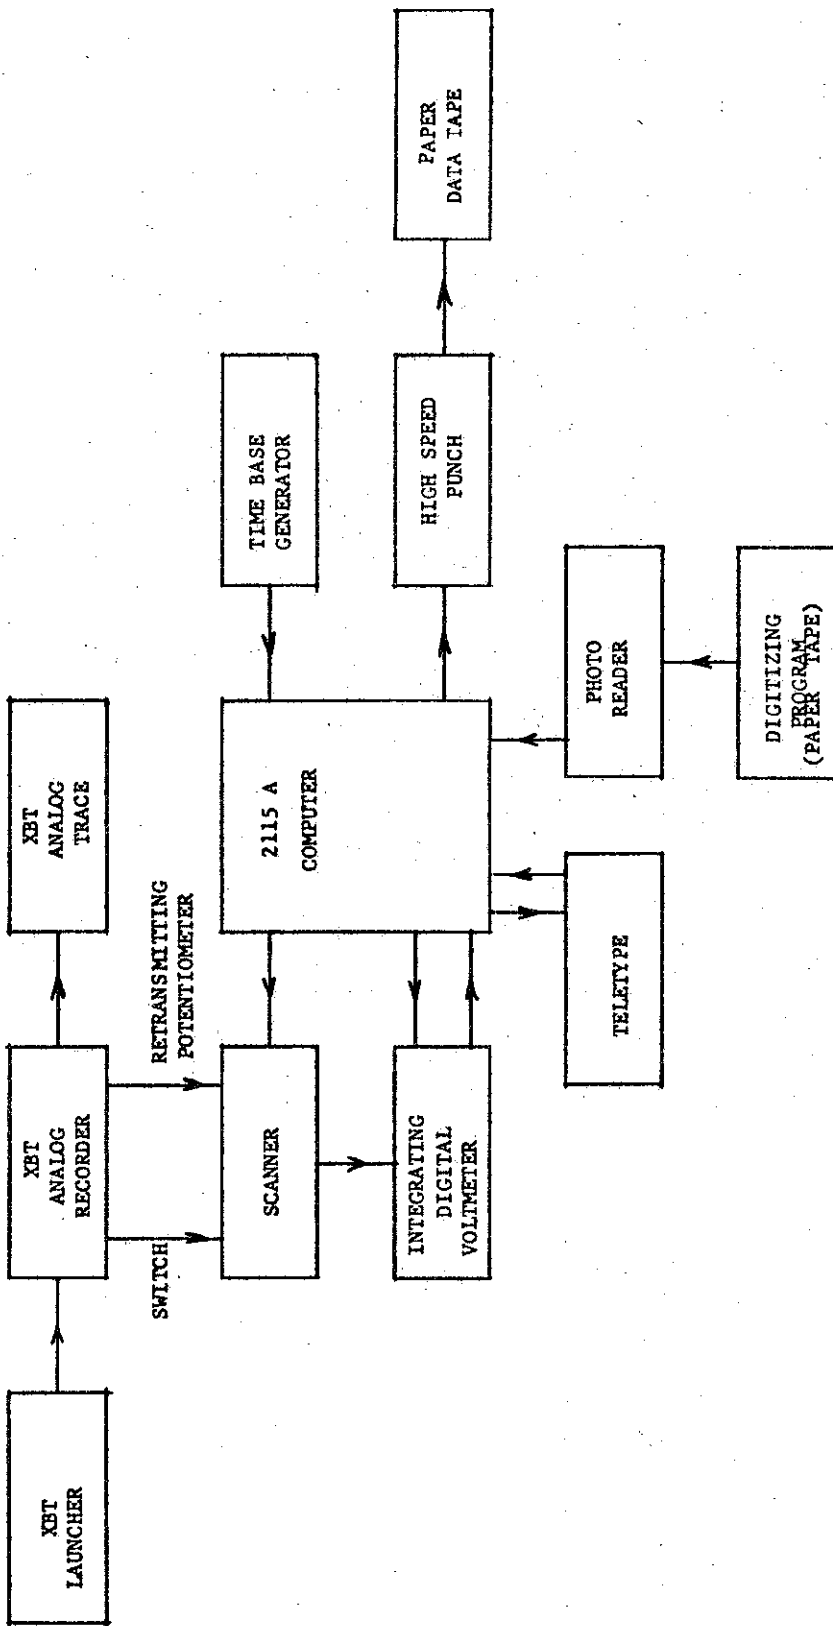 XBT
LAUNCHER
XBT
ANALOG
RECORDER
XBT
ANALOG
TRACE
SWITCH
RETRANSMITTING
POTENTIOMETER
SCANNER
2115 A
COMPUTER
TIME BASE
GENERATOR
INTEGRATING
DIGITAL
VOLTMETER
HIGH SPEED
PUNCH
PAPER
DATA TAPE
TELETYPE
PHOTO
READER
DIGITIZING
PROGRAM
(PAPER TAPE)